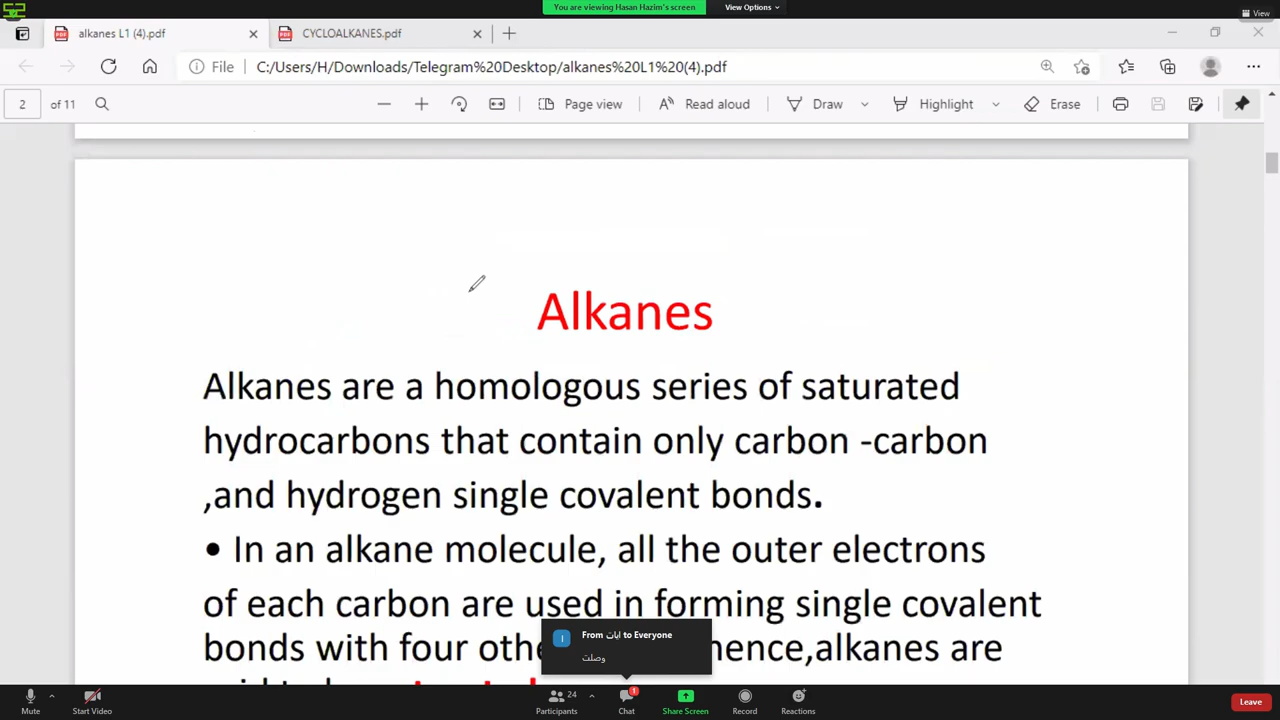 You are viewing Hasan Hazim's screen
View Options
View
alkanes L1 (4).pdf
CYCLOALKANES.pdf
File
C:/Users/H/Downloads/Telegram%20Desktop/alkanes%20L1%20(4).pdf
2 of 11
Page view
Read aloud
Draw
Highlight
Erase
Alkanes
Alkanes are a homologous series of saturated
hydrocarbons that contain only carbon -carbon
,and hydrogen single covalent bonds.
• In an alkane molecule, all the outer electrons
of each carbon are used in forming single covalent
bonds with four othe hence,alkanes are
From ايات to Everyone
وصلت
Mute
Start Video
24
Participants
1
Chat
Share Screen
Record
Reactions
Leave